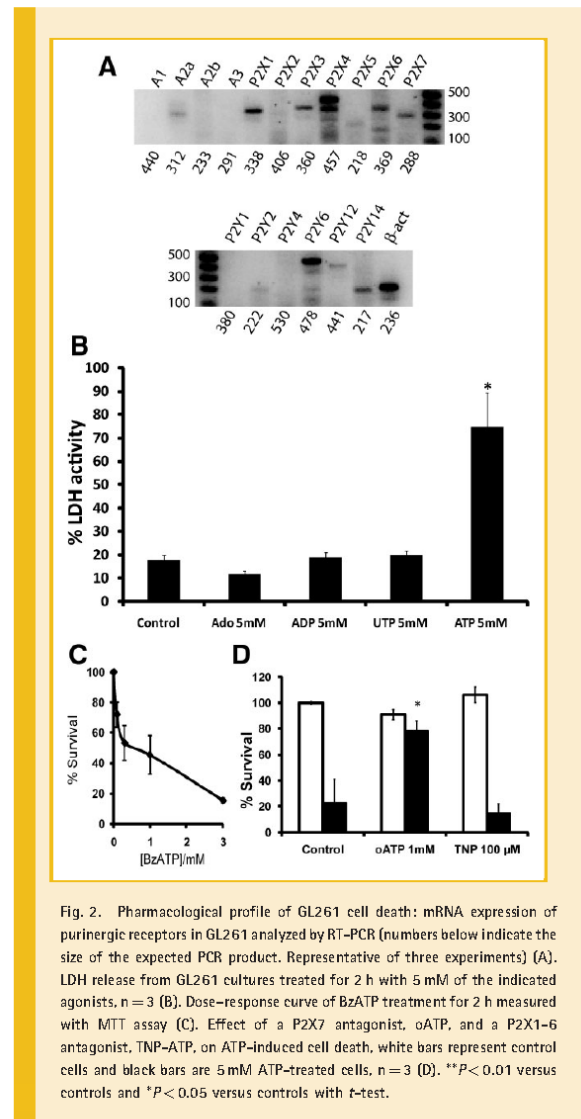 A
A1 A2a A2b A3 P2X1 P2X2 P2X3 P2X4 P2X5 P2X6 P2X7
500
300
100
440 312 233 291 338 406 360 457 218 369 288
P2Y1 P2Y2 P2Y4 P2Y6 P2Y12 P2Y14 β-act
500
300
100
380 222 530 478 441 217 236
B
% LDH activity
100
90
80
70
60
50
40
30
20
10
0
*
Control Ado 5mM ADP 5mM UTP 5mM ATP 5mM
C
% Survival
100
80
60
40
20
0
0 1 2 3
[BzATP]/mM
D
% Survival
120
100
80
60
40
20
0
*
Control oATP 1mM TNP 100 µM
Fig. 2. Pharmacological profile of GL261 cell death: mRNA expression of
purinergic receptors in GL261 analyzed by RT-PCR (numbers below indicate the
size of the expected PCR product. Representative of three experiments) (A).
LDH release from GL261 cultures treated for 2 h with 5 mM of the indicated
agonists, n = 3 (B). Dose–response curve of BzATP treatment for 2 h measured
with MTT assay (C). Effect of a P2X7 antagonist, oATP, and a P2X1–6
antagonist, TNP-ATP, on ATP-induced cell death, white bars represent control
cells and black bars are 5 mM ATP-treated cells, n = 3 (D). **P < 0.01 versus
controls and *P < 0.05 versus controls with t-test.